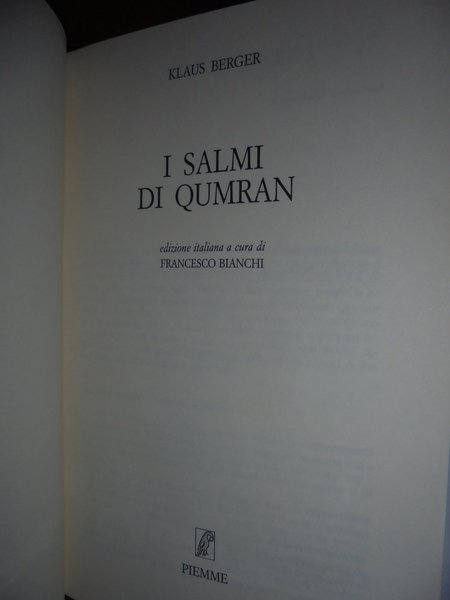 KLAUS BERGER
I SALMI
DI QUMRAN
edizione italiana a cura di
FRANCESCO BIANCHI
PIEMME